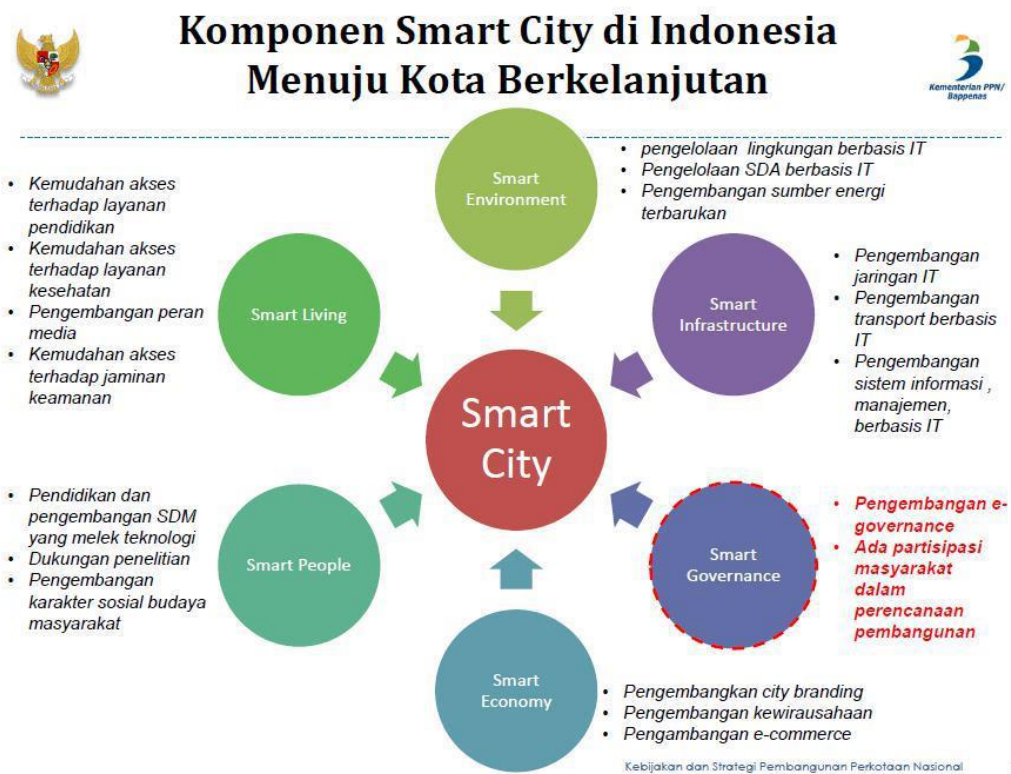 Komponen Smart City di Indonesia
Menuju Kota Berkelanjutan
Kementerian PPN/
Bappenas
Smart
Environment
• pengelolaan lingkungan berbasis IT
• Pengelolaan SDA berbasis IT
• Pengembangan sumber energi
terbarukan
• Kemudahan akses
terhadap layanan
pendidikan
• Kemudahan akses
terhadap layanan
kesehatan
• Pengembangan peran
media
• Kemudahan akses
terhadap jaminan
keamanan
Smart Living
Smart
Infrastructure
• Pengembangan
jaringan IT
• Pengembangan
transport berbasis
IT
• Pengembangan
sistem informasi ,
manajemen,
berbasis IT
Smart
City
• Pendidikan dan
pengembangan SDM
yang melek teknologi
• Dukungan penelitian
• Pengembangan
karakter sosial budaya
masyarakat
Smart People
Smart
Governance
• Pengembangan e-
governance
• Ada partisipasi
masyarakat
dalam
perencanaan
pembangunan
Smart
Economy
• Pengembangkan city branding
• Pengembangan kewirausahaan
• Pengambangan e-commerce
Kebijakan dan Strategi Pembangunan Perkotaan Nasional